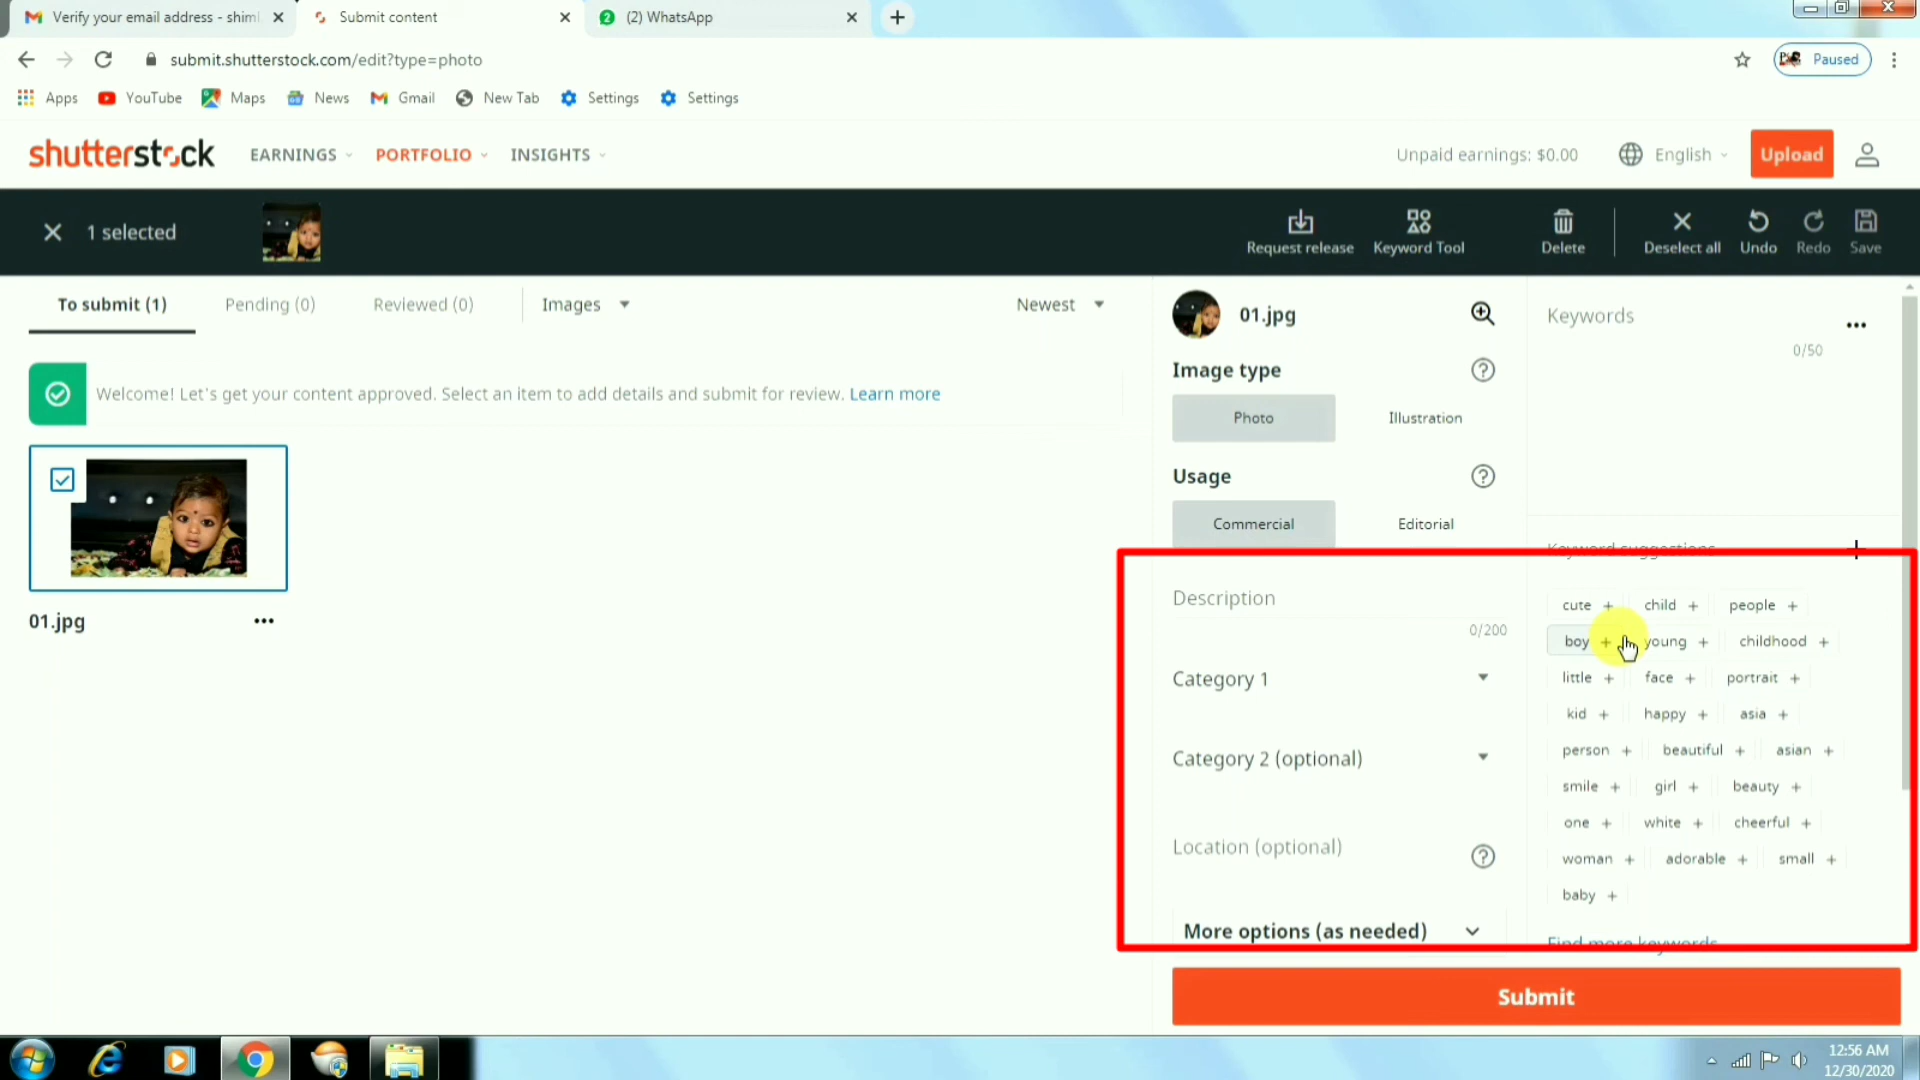 Verify your email address - shiml
Submit content
2
(2) WhatsApp
submit.shutterstock.com/edit?type=photo
Paused
Apps
YouTube
Maps
News
Gmail
New Tab
Settings
Settings
shutterstock
EARNINGS
PORTFOLIO
INSIGHTS
Unpaid earnings: $0.00
English
Upload
1 selected
Request release
Keyword Tool
Delete
Deselect all
Undo
Redo
Save
To submit (1)
Pending (0)
Reviewed (0)
Images
Newest
Welcome! Let's get your content approved. Select an item to add details and submit for review. Learn more
01.jpg
01.jpg
Image type
Photo
Illustration
Usage
Commercial
Editorial
Description
0/200
Category 1
Category 2 (optional)
Location (optional)
More options (as needed)
Keywords
0/50
Keyword suggestions
cute + child + people +
boy + young + childhood +
little + face + portrait +
kid + happy + asia +
person + beautiful + asian +
smile + girl + beauty +
one + white + cheerful +
woman + adorable + small +
baby +
Find more keywords
Submit
12:56 AM
12/30/2020